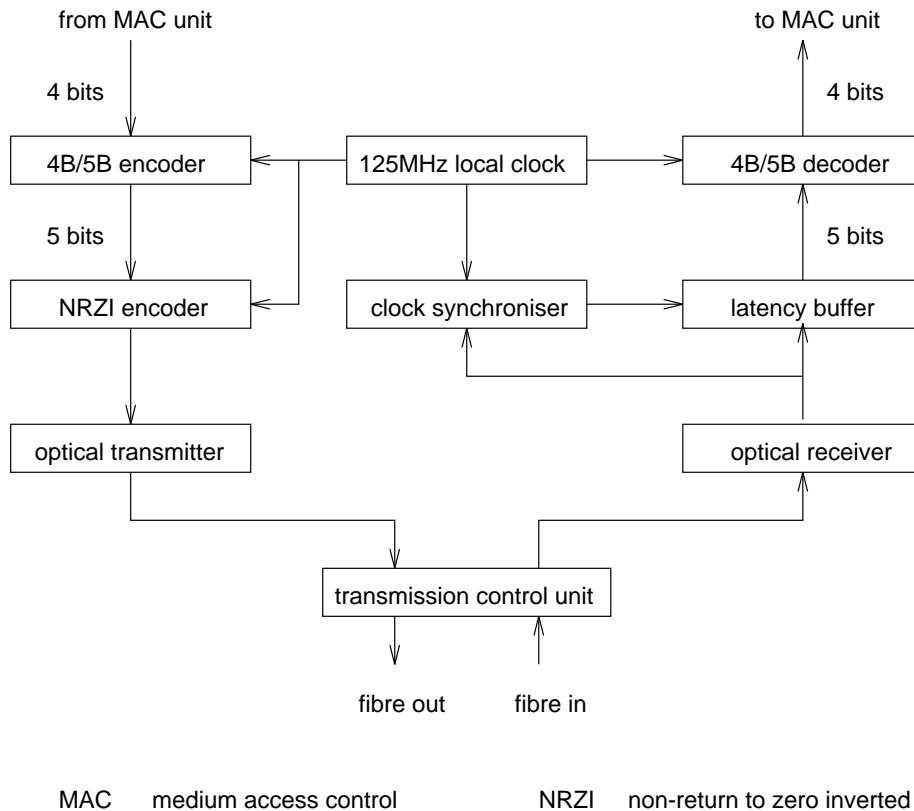 from MAC unit
to MAC unit
4 bits
4 bits
4B/5B encoder
125MHz local clock
4B/5B decoder
5 bits
5 bits
NRZI encoder
clock synchroniser
latency buffer
optical transmitter
optical receiver
transmission control unit
fibre out
fibre in
MAC medium access control
NRZI non-return to zero inverted